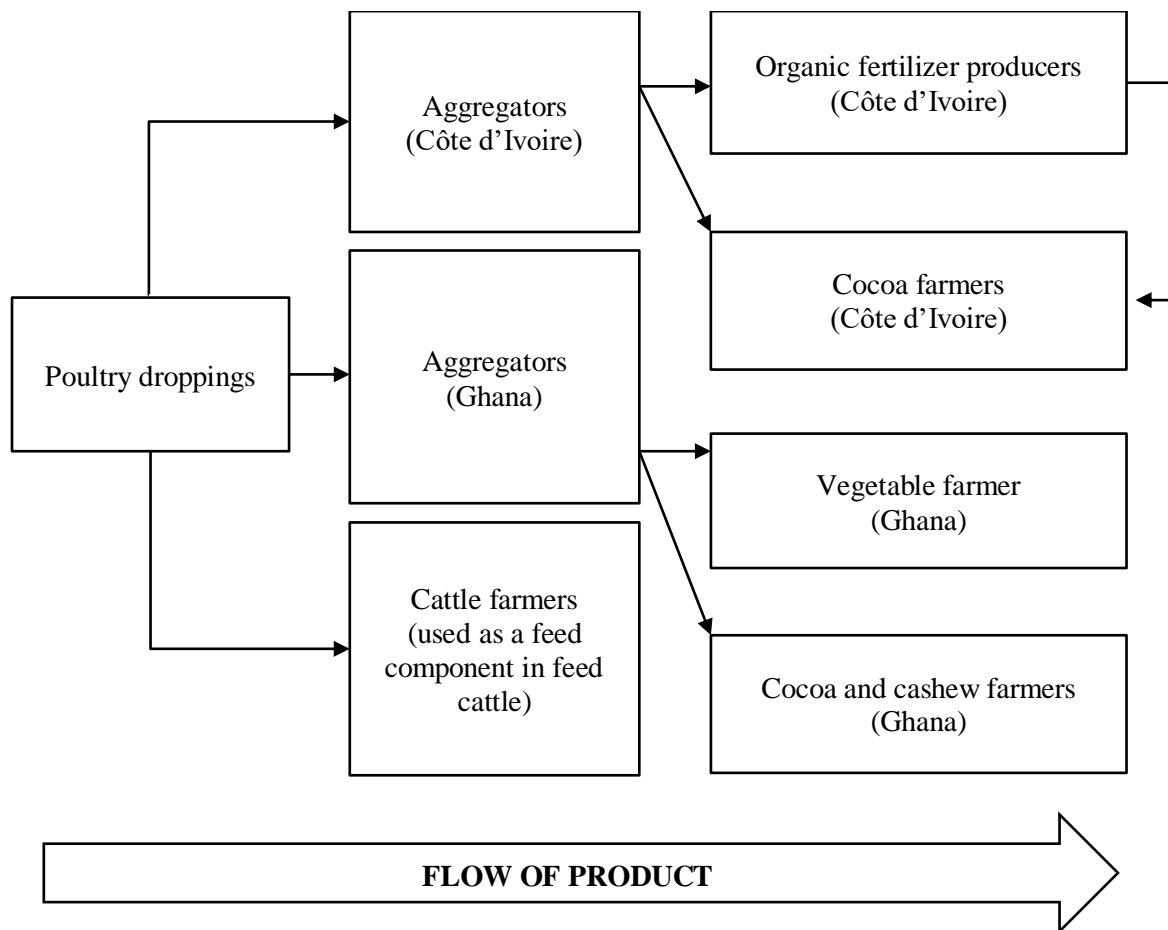 Poultry droppings
Aggregators
(Côte d’Ivoire)
Aggregators
(Ghana)
Cattle farmers
(used as a feed
component in feed
cattle)
Organic fertilizer producers
(Côte d’Ivoire)
Cocoa farmers
(Côte d’Ivoire)
Vegetable farmer
(Ghana)
Cocoa and cashew farmers
(Ghana)
FLOW OF PRODUCT